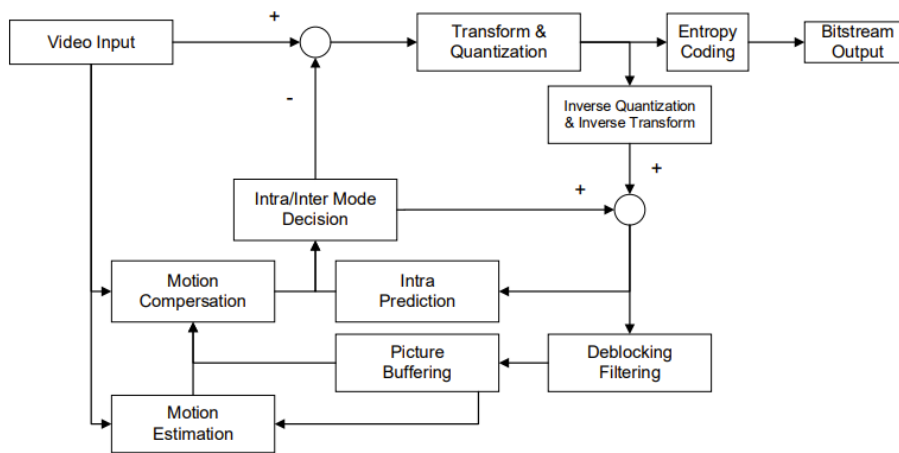 +
Video Input
Transform &
Quantization
Entropy
Coding
Bitstream
Output
-
Inverse Quantization
& Inverse Transform
+
Intra/Inter Mode
Decision
+
Motion
Compersation
Intra
Prediction
Picture
Buffering
Deblocking
Filtering
Motion
Estimation